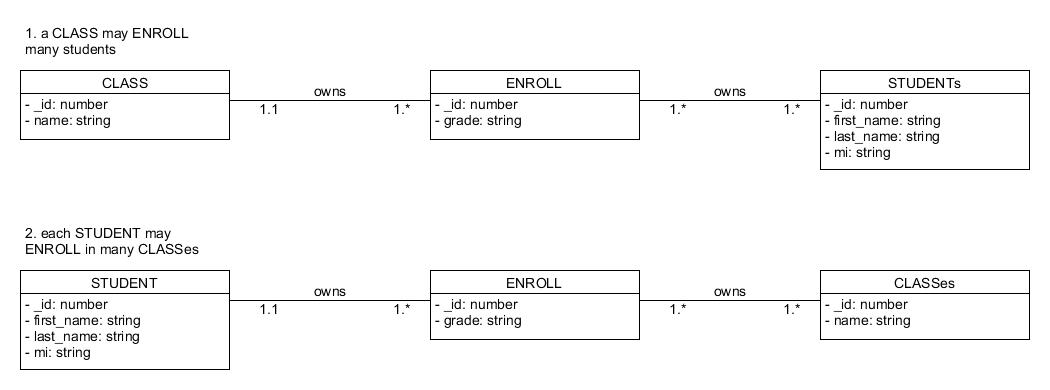 1. a CLASS may ENROLL
many students
CLASS
- _id: number
- name: string
owns
1.1
1.*
ENROLL
- _id: number
- grade: string
owns
1.*
1.*
STUDENTs
- _id: number
- first_name: string
- last_name: string
- mi: string
2. each STUDENT may
ENROLL in many CLASSes
STUDENT
- _id: number
- first_name: string
- last_name: string
- mi: string
owns
1.1
1.*
ENROLL
- _id: number
- grade: string
owns
1.*
1.*
CLASSes
- _id: number
- name: string